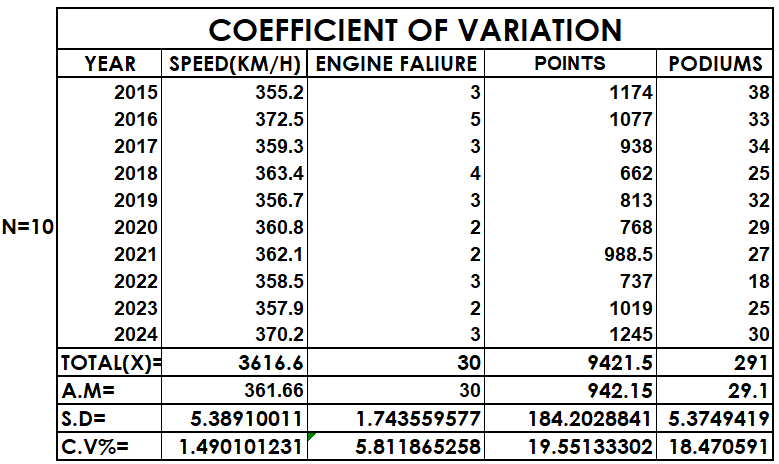 COEFFICIENT OF VARIATION
YEAR SPEED(KM/H) ENGINE FALIURE POINTS PODIUMS
2015 355.2 3 1174 38
2016 372.5 5 1077 33
2017 359.3 3 938 34
2018 363.4 4 662 25
2019 356.7 3 813 32
N=10 2020 360.8 2 768 29
2021 362.1 2 988.5 27
2022 358.5 3 737 18
2023 357.9 2 1019 25
2024 370.2 3 1245 30
TOTAL(X)= 3616.6 30 9421.5 291
A.M= 361.66 30 942.15 29.1
S.D= 5.38910011 1.743559577 184.2028841 5.3749419
C.V%= 1.490101231 5.811865258 19.55133302 18.470591